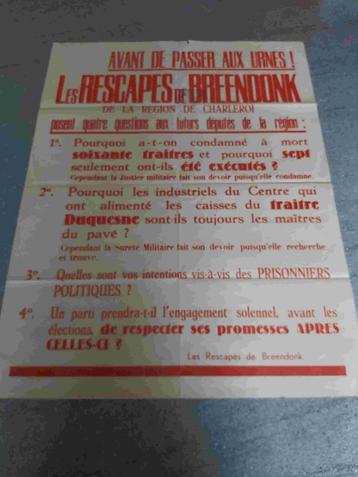 AVANT DE PASSER AUX URNES !
LES RESCAPES DE BREENDONK
DE LA REGION DE CHARLEROI
posent quatre questions aux futurs députés de la région :
1°. Pourquoi a-t-on condamné à mort
soixante traîtres et pourquoi sept
seulement ont-ils été exécutés ?
Cependant la Justice militaire fait son devoir puisqu'elle condamne.
2°. Pourquoi les industriels du Centre qui
ont alimenté les caisses du traître
Duquesne sont-ils toujours les maîtres
du pavé ?
Cependant la Sureté Militaire fait son devoir puisqu'elle recherche
et trouve.
3°. Quelles sont vos intentions vis-à-vis des PRISONNIERS
POLITIQUES ?
4°. Un parti prendra-t-il l'engagement solennel, avant les
élections, de respecter ses promesses APRES
CELLES-CI ?
Les Rescapés de Breendonk.